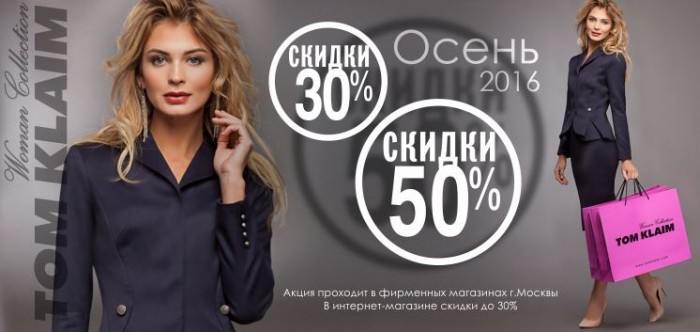 Woman Collection
TOM KLAIM
СКИДКИ
30%
Осень
2016
СКИДКИ
50%
Woman Collection
TOM KLAIM
Акция проходит в фирменных магазинах г.Москвы
В интернет-магазине скидки до 30%